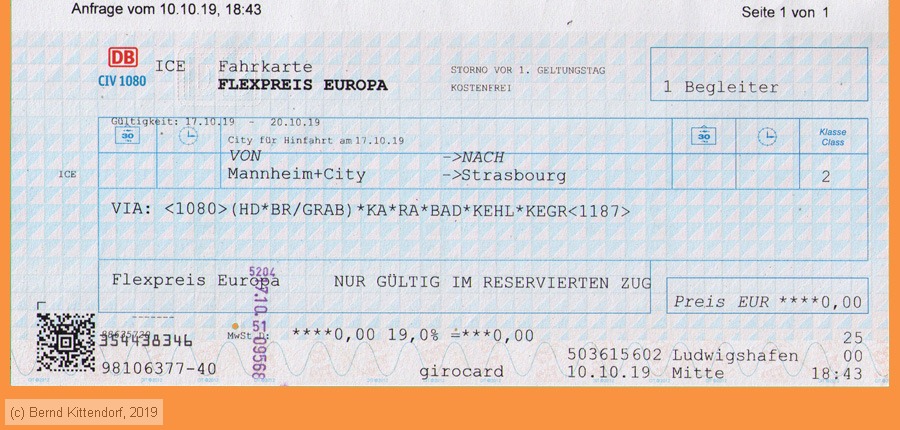 Anfrage vom 10.10.19, 18:43
Seite 1 von 1
DB
CIV 1080
ICE Fahrkarte
FLEXPREIS EUROPA
STORNO VOR 1. GELTUNGSTAG
KOSTENFREI
1 Begleiter
Gültigkeit: 17.10.19 - 20.10.19
30
City für Hinfahrt am 17.10.19
30
Klasse
Class
VON ->NACH
ICE Mannheim+City ->Strasbourg 2
VIA: <1080>(HD*BR/GRAB)*KA*RA*BAD*KEHL*KEGR<1187>
Flexpreis Europa NUR GÜLTIG IM RESERVIERTEN ZUG
5204
Preis EUR ****0,00
MwSt D: ****0,00 19,0% =***0,00
25
354438346
503615602 Ludwigshafen 00
98106377-40 girocard 10.10.19 Mitte 18:43
(c) Bernd Kittendorf, 2019